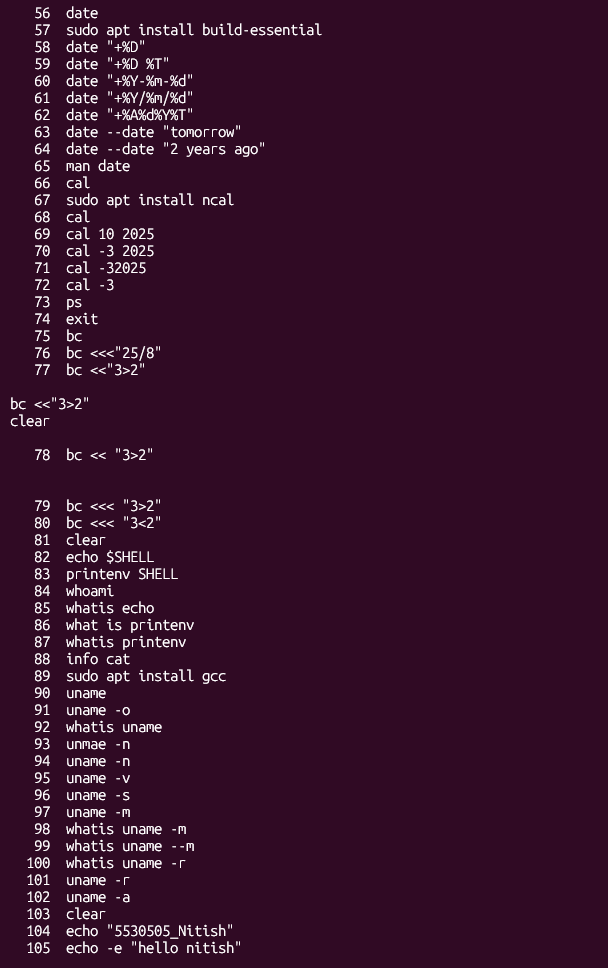 56  date
57  sudo apt install build-essential
58  date "+%D"
59  date "+%D %T"
60  date "+%Y-%m-%d"
61  date "+%Y/%m/%d"
62  date "+%A%d%Y%T"
63  date --date "tomorrow"
64  date --date "2 years ago"
65  man date
66  cal
67  sudo apt install ncal
68  cal
69  cal 10 2025
70  cal -3 2025
71  cal -32025
72  cal -3
73  ps
74  exit
75  bc
76  bc <<<"25/8"
77  bc <<"3>2"
bc <<"3>2"
clear
78  bc << "3>2"
79  bc <<< "3>2"
80  bc <<< "3<2"
81  clear
82  echo $SHELL
83  printenv SHELL
84  whoami
85  whatis echo
86  what is printenv
87  whatis printenv
88  info cat
89  sudo apt install gcc
90  uname
91  uname -o
92  whatis uname
93  unmae -n
94  uname -n
95  uname -v
96  uname -s
97  uname -m
98  whatis uname -m
99  whatis uname --m
100  whatis uname -r
101  uname -r
102  uname -a
103  clear
104  echo "5530505_Nitish"
105  echo -e "hello nitish"